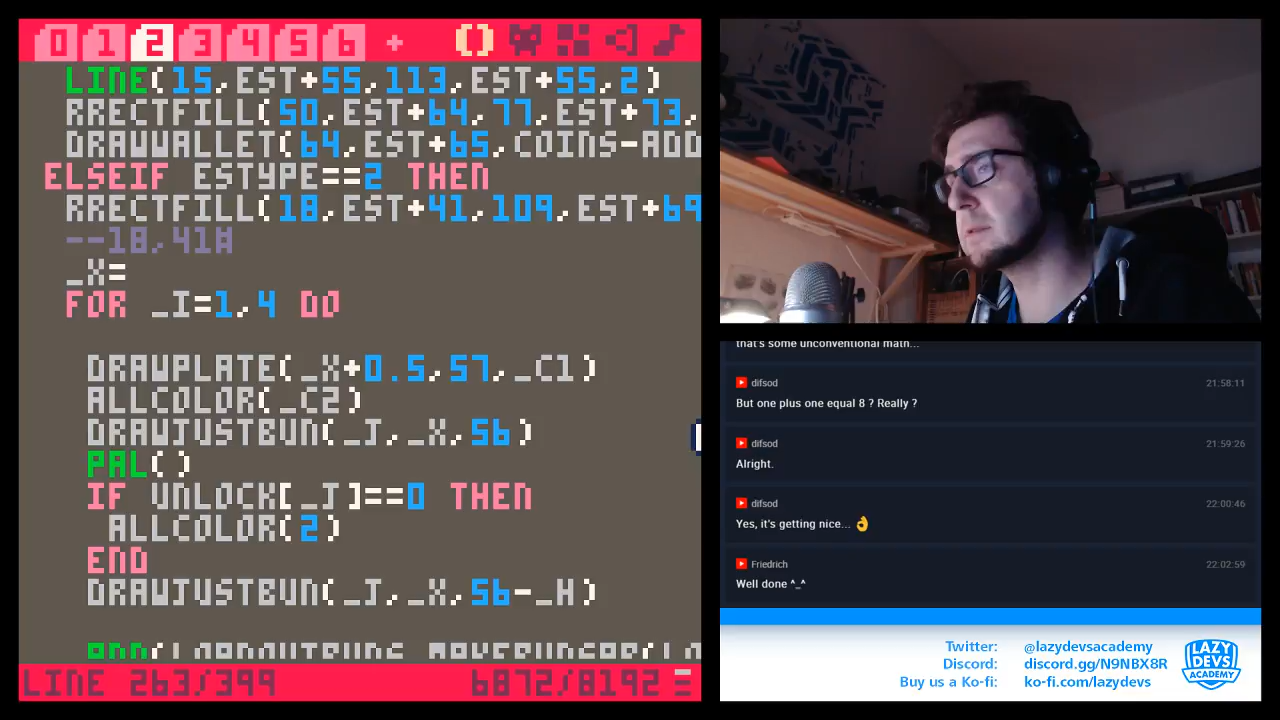 0 1 2 3 4 5 6 +
LINE(15,EST+55,113,EST+55,2)
RRECTFILL(50,EST+64,77,EST+73,
DRAWWALLET(64,EST+65,COINS-ADD
ELSEIF ESTYPE==2 THEN
RRECTFILL(18,EST+41,109,EST+69
--18,41
_X=
FOR _I=1,4 DO
DRAWPLATE(_X+0.5,57,_C1)
ALLCOLOR(_C2)
DRAWJUSTBUN(_J,_X,56)
PAL()
IF UNLOCK[_J]==0 THEN
ALLCOLOR(2)
END
DRAWJUSTBUN(_J,_X,56-_H)
LINE 263/399
6872/8192
that's some unconventional math...
difsod 21:58:11
But one plus one equal 8 ? Really ?
difsod 21:59:26
Alright.
difsod 22:00:46
Yes, it's getting nice... 👌
Friedrich 22:02:59
Well done ^_^
Twitter: @lazydevsacademy
Discord: discord.gg/N9NBX8R
Buy us a Ko-fi: ko-fi.com/lazydevs
LAZY
DEVS
ACADEMY